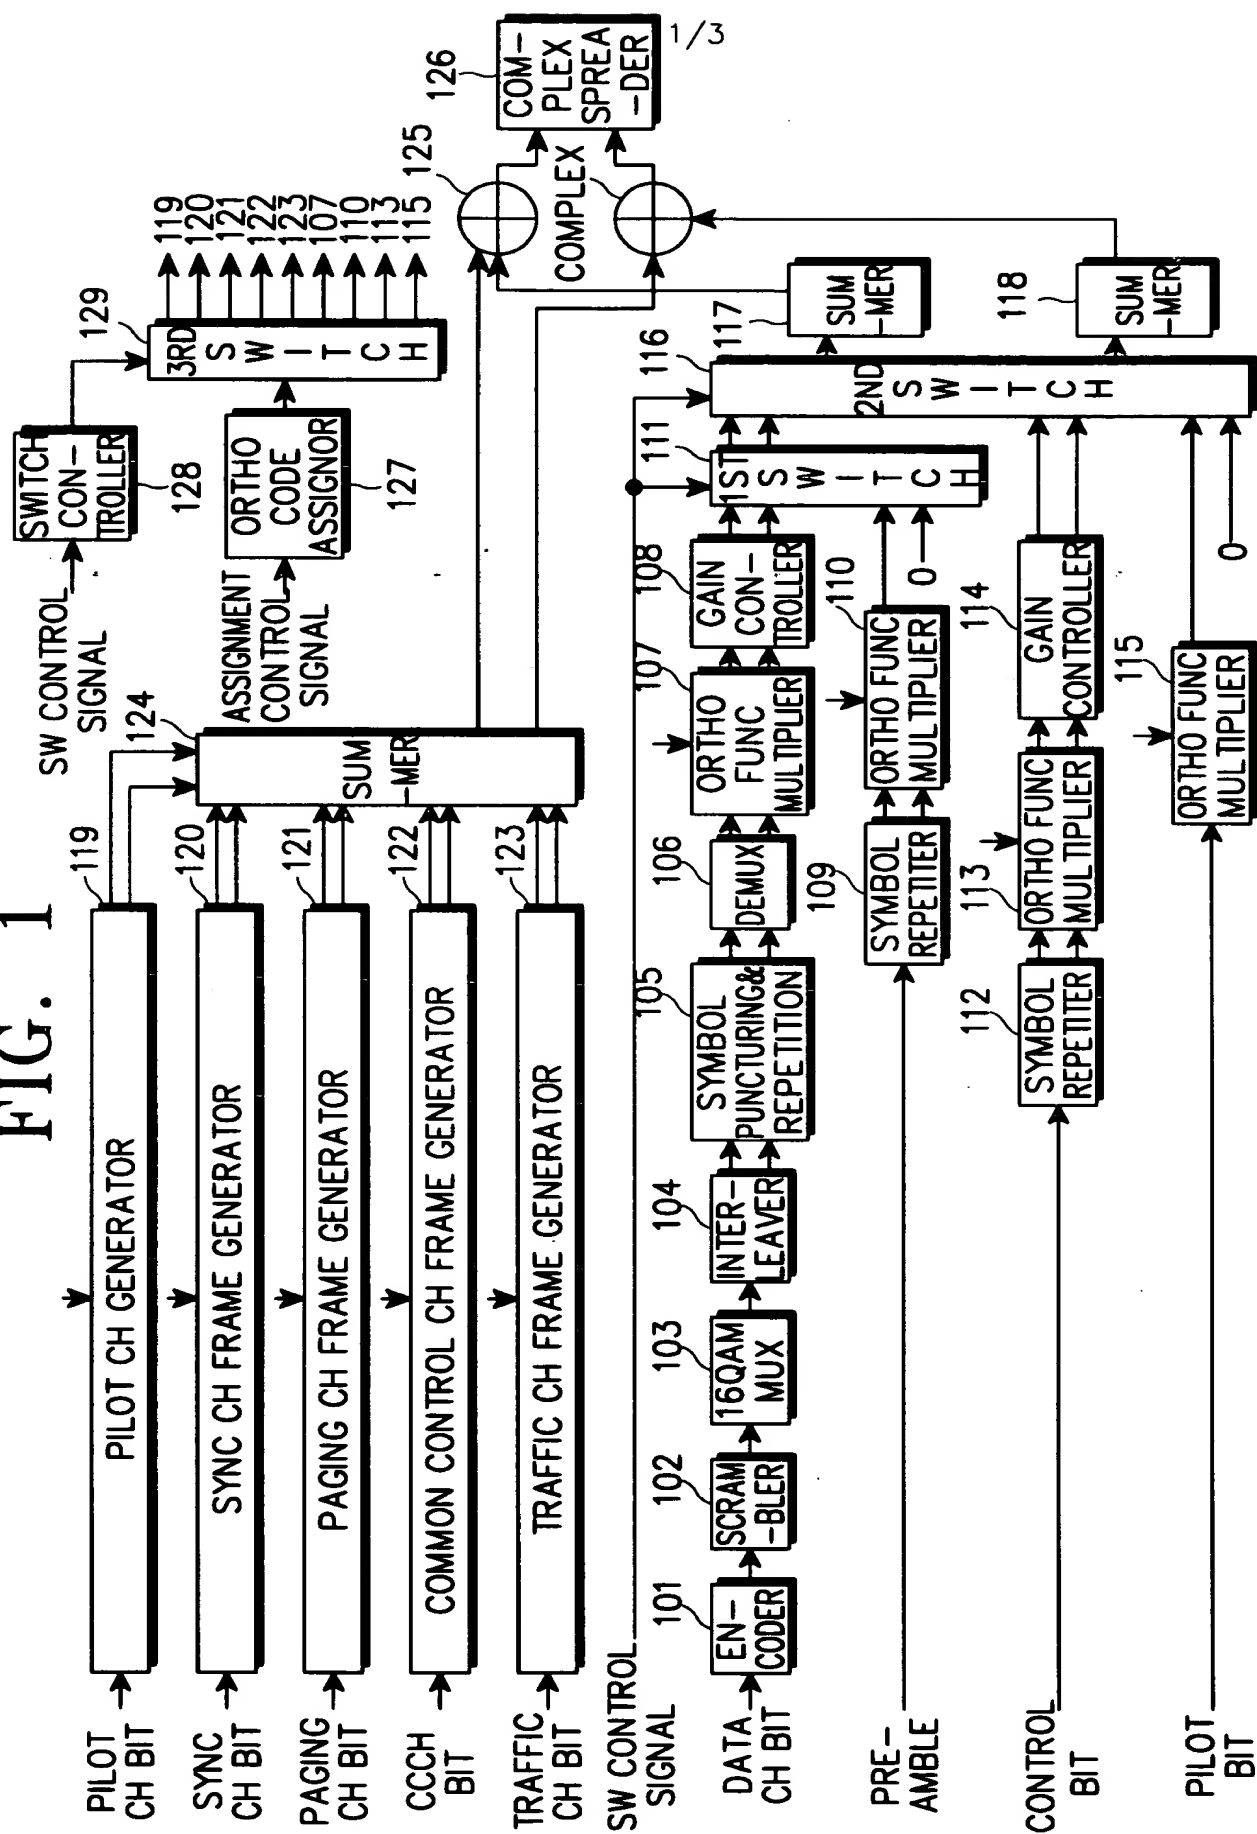 FIG. 1
1/3
PILOT
CH BIT
PILOT CH GENERATOR
119
SYNC
CH BIT
SYNC CH FRAME GENERATOR
120
PAGING
CH BIT
PAGING CH FRAME GENERATOR
121
CCCH
BIT
COMMON CONTROL CH FRAME GENERATOR
122
TRAFFIC
CH BIT
TRAFFIC CH FRAME GENERATOR
123
124
SUM
-MER
SW CONTROL
SIGNAL
SWITCH
CON-
TROLLER
128
ASSIGNMENT
CONTROL
SIGNAL
ORTHO
CODE
ASSIGNOR
127
129
3RD
S
W
I
T
C
H
119
120
121
122
123
107
110
113
115
125
COMPLEX
126
COM-
PLEX
SPREA
-DER
SW CONTROL
SIGNAL
DATA
CH BIT
101
EN-
CODER
102
SCRAM
-BLER
103
16QAM
MUX
104
INTER-
LEAVER
105
SYMBOL
PUNCTURING&
REPETITION
106
DEMUX
107
ORTHO
FUNC
MULTIPLIER
108
GAIN
CON-
TROLLER
111
1ST
S
W
I
T
C
H
116
2ND
S
W
I
T
C
H
117
SUM
-MER
118
SUM
-MER
PRE-
AMBLE
109
SYMBOL
REPETITER
110
ORTHO FUNC
MULTIPLIER
0
CONTROL
BIT
112
SYMBOL
REPETITER
113
ORTHO FUNC
MULTIPLIER
114
GAIN
CONTROLLER
PILOT
BIT
115
ORTHO FUNC
MULTIPLIER
0